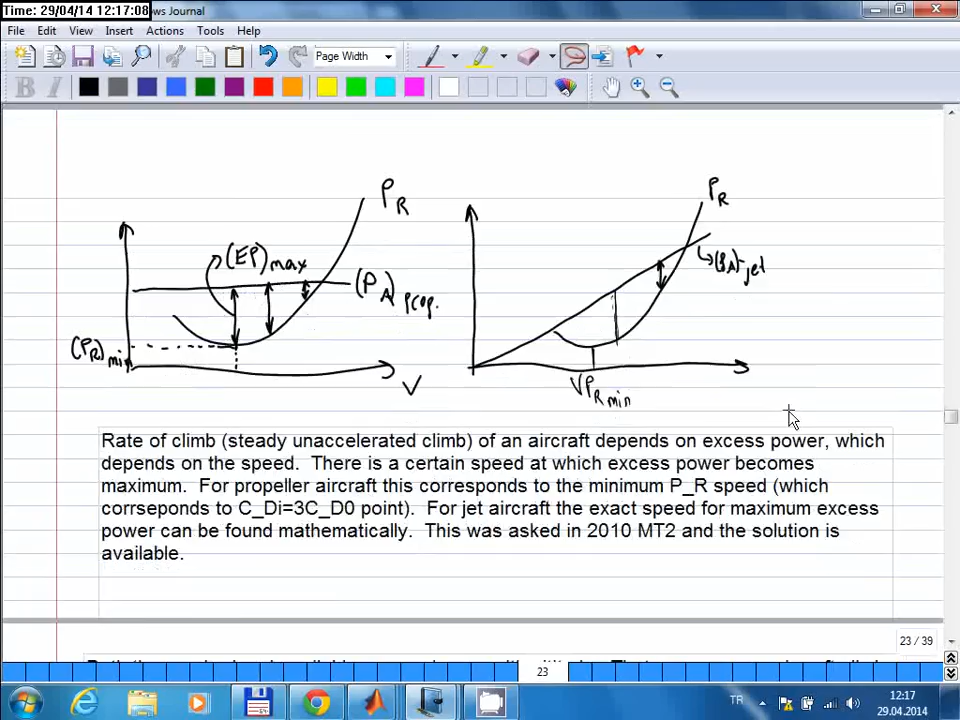 Time: 29/04/14 12:17:08
ows Journal
File Edit View Insert Actions Tools Help
Page Width
B I
P_R
(EP)max
(P_A)prop.
(P_R)min
V
P_R
(P_A)jet
VP_Rmin
Rate of climb (steady unaccelerated climb) of an aircraft depends on excess power, which
depends on the speed. There is a certain speed at which excess power becomes
maximum. For propeller aircraft this corresponds to the minimum P_R speed (which
corrseponds to C_Di=3C_D0 point). For jet aircraft the exact speed for maximum excess
power can be found mathematically. This was asked in 2010 MT2 and the solution is
available.
23 / 39
23
TR
12:17
29.04.2014